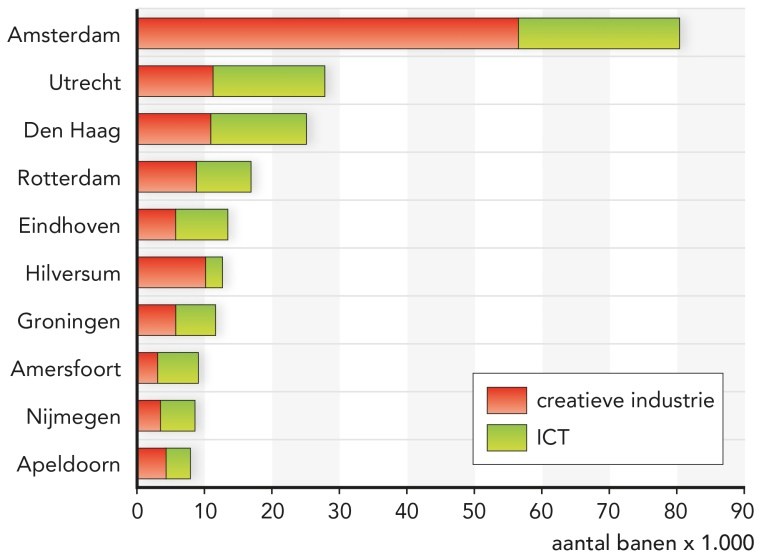 Amsterdam
Utrecht
Den Haag
Rotterdam
Eindhoven
Hilversum
Groningen
Amersfoort
Nijmegen
Apeldoorn
creatieve industrie
ICT
0 10 20 30 40 50 60 70 80 90
aantal banen x 1.000